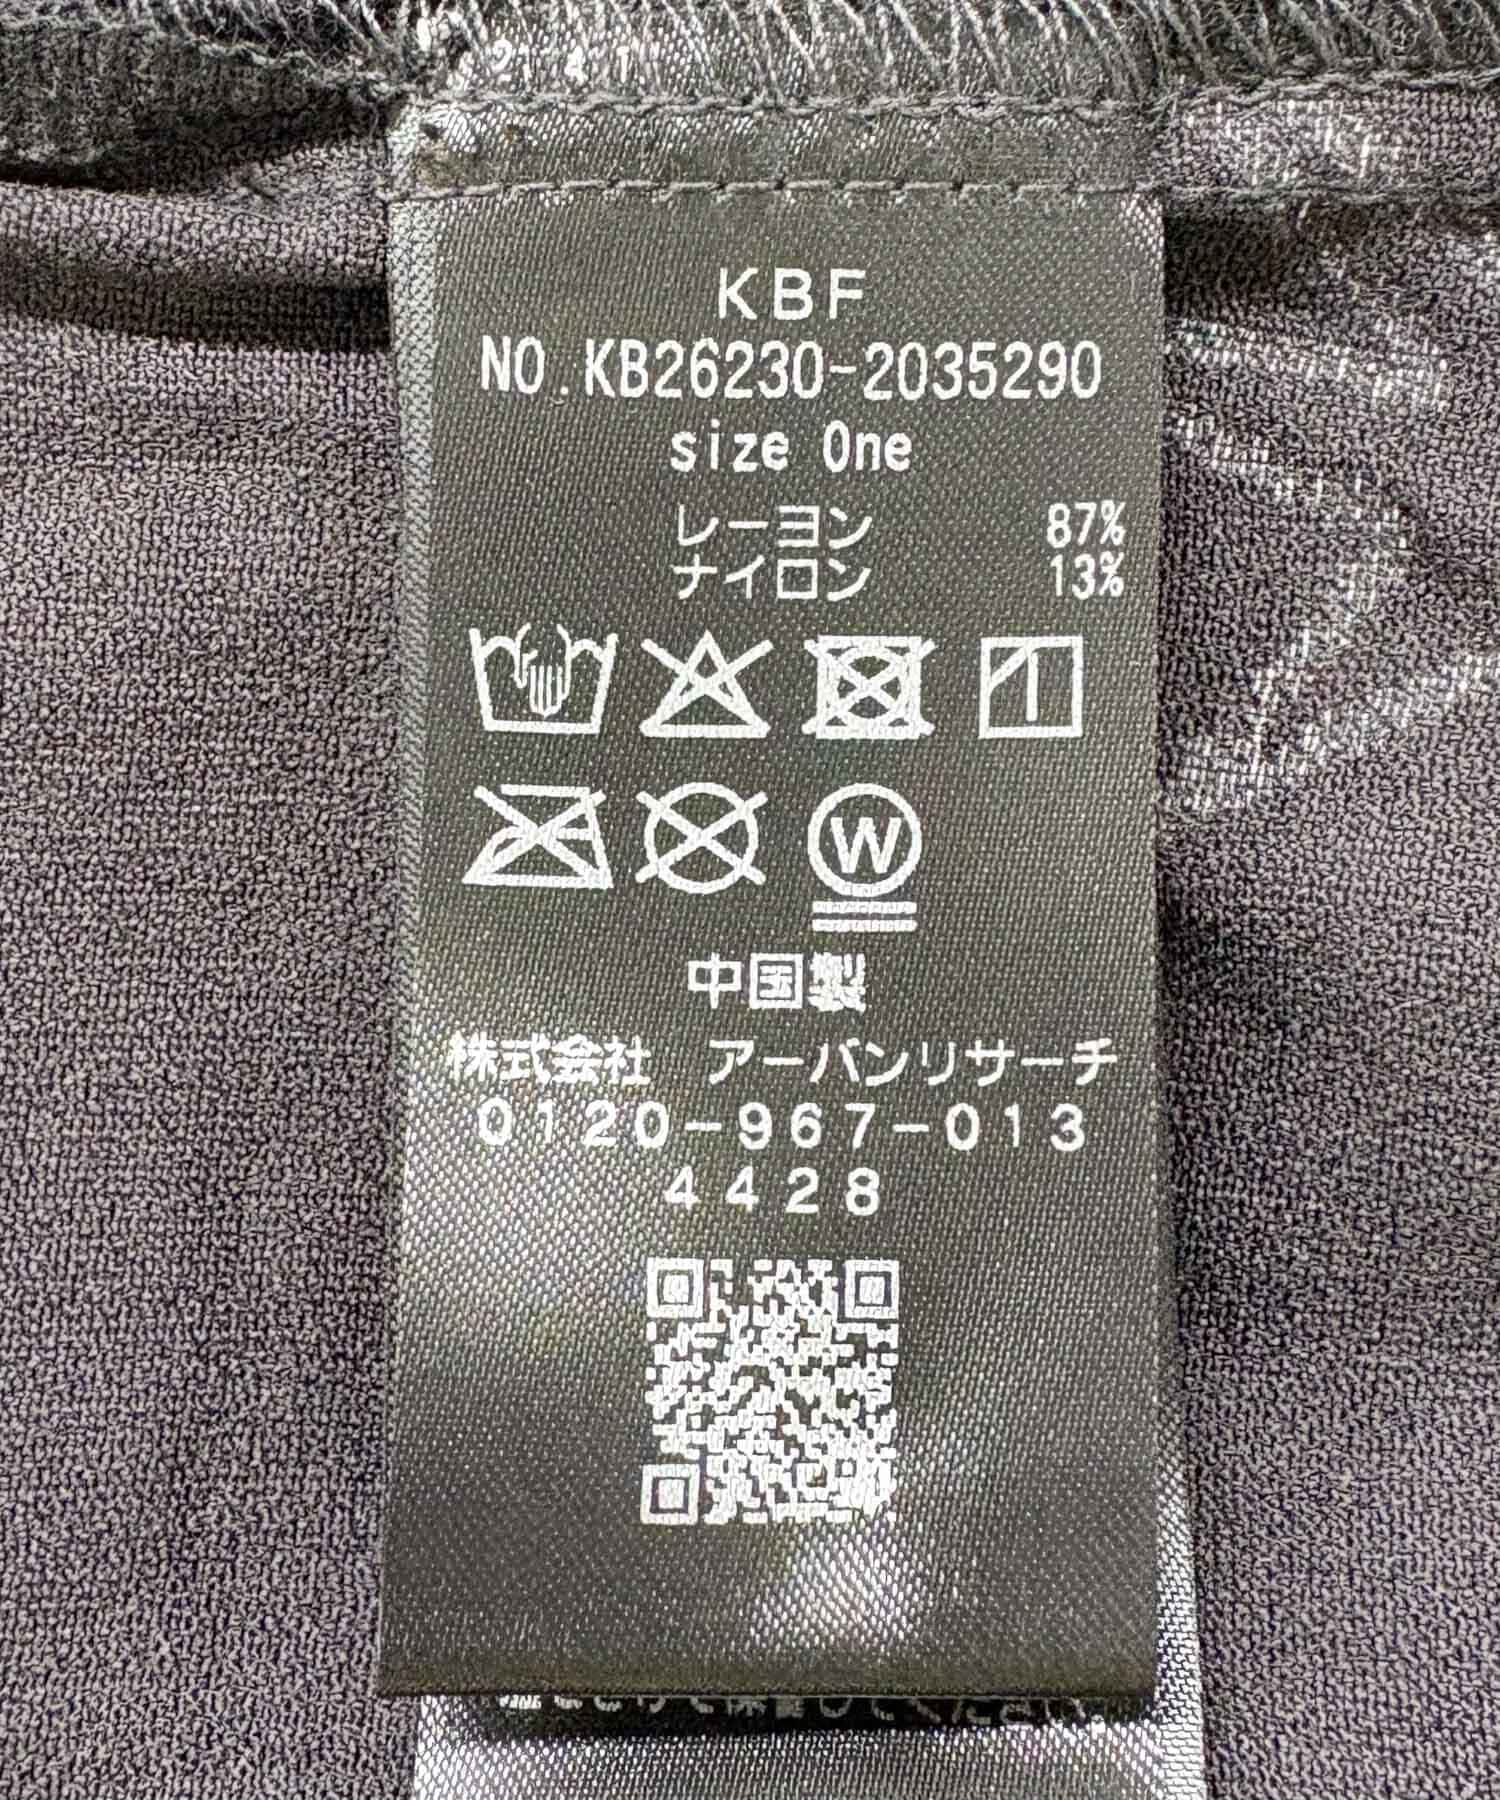 KBF
NO.KB26230-2035290
size One
レーヨン 87%
ナイロン 13%
W
中国製
株式会社 アーバンリサーチ
0120-967-013
4428